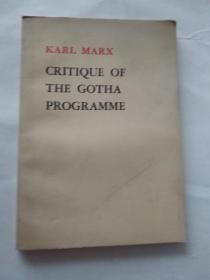 KARL MARX
CRITIQUE OF
THE GOTHA
PROGRAMME